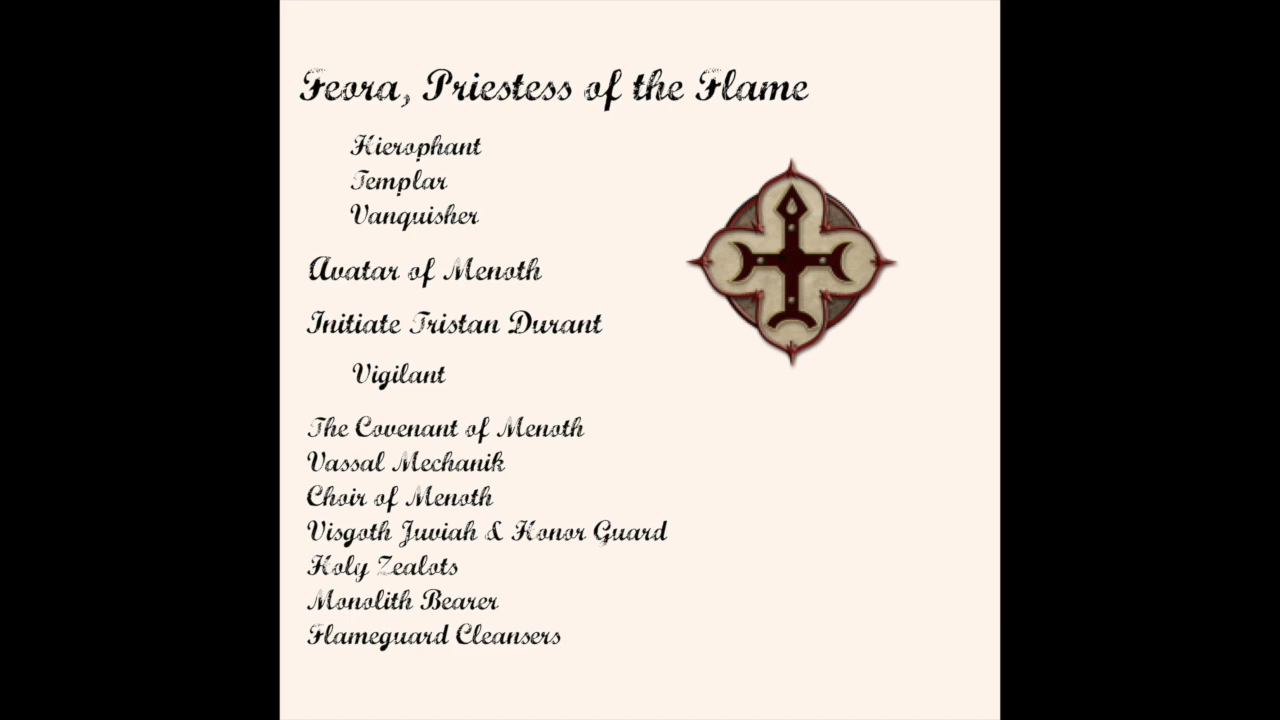 Feora, Priestess of the Flame
Hierophant
Templar
Vanquisher
Avatar of Menoth
Initiate Tristan Durant
Vigilant
The Covenant of Menoth
Vassal Mechanik
Choir of Menoth
Visgoth Juviah & Honor Guard
Holy Zealots
Monolith Bearer
Flameguard Cleansers